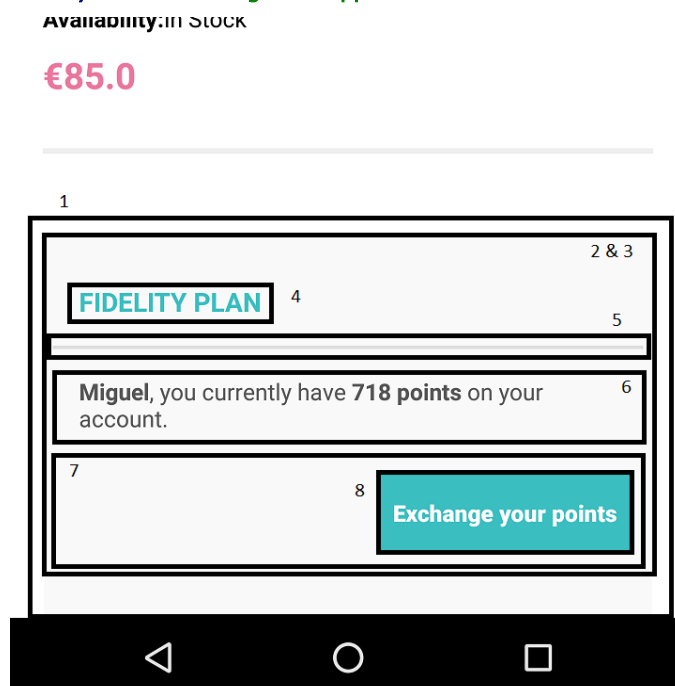 Availability:In Stock
€85.0
1
2 & 3
FIDELITY PLAN 4
5
Miguel, you currently have 718 points on your 6
account.
7
8 Exchange your points